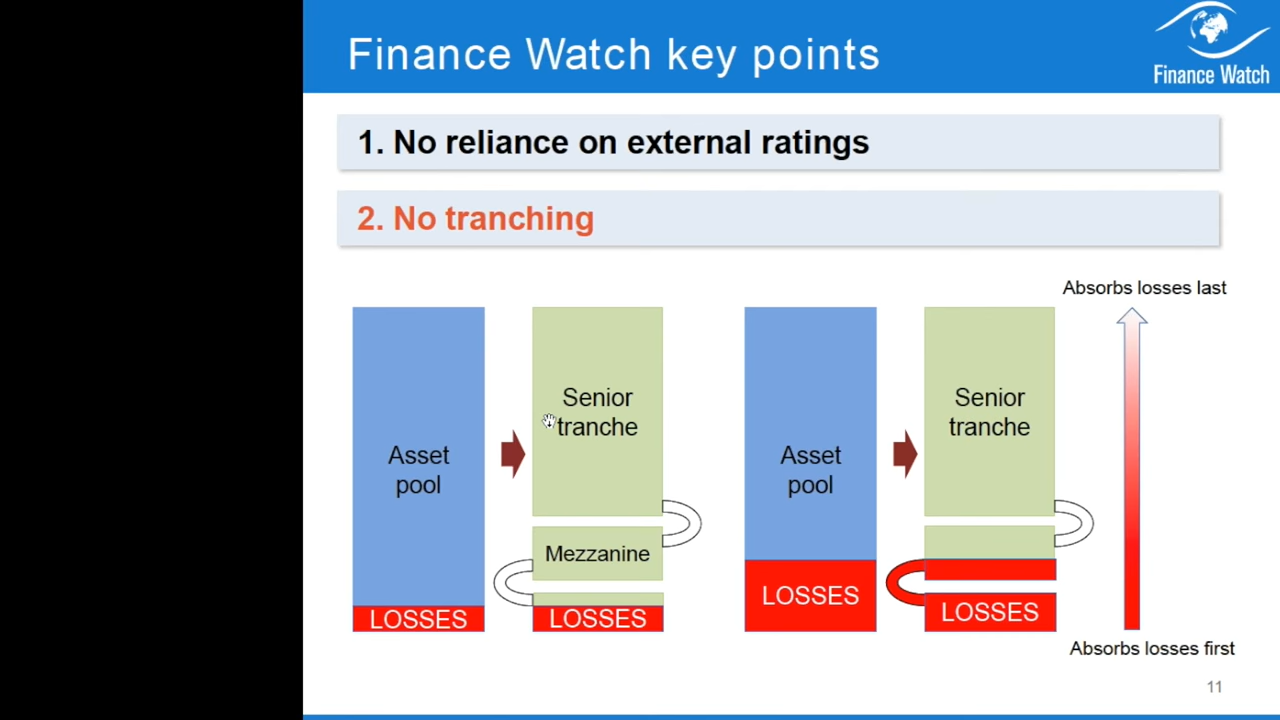 Finance Watch key points
Finance Watch
1. No reliance on external ratings
2. No tranching
Absorbs losses last
Asset
pool
LOSSES
Senior
tranche
Mezzanine
LOSSES
Asset
pool
LOSSES
Senior
tranche
LOSSES
Absorbs losses first
11